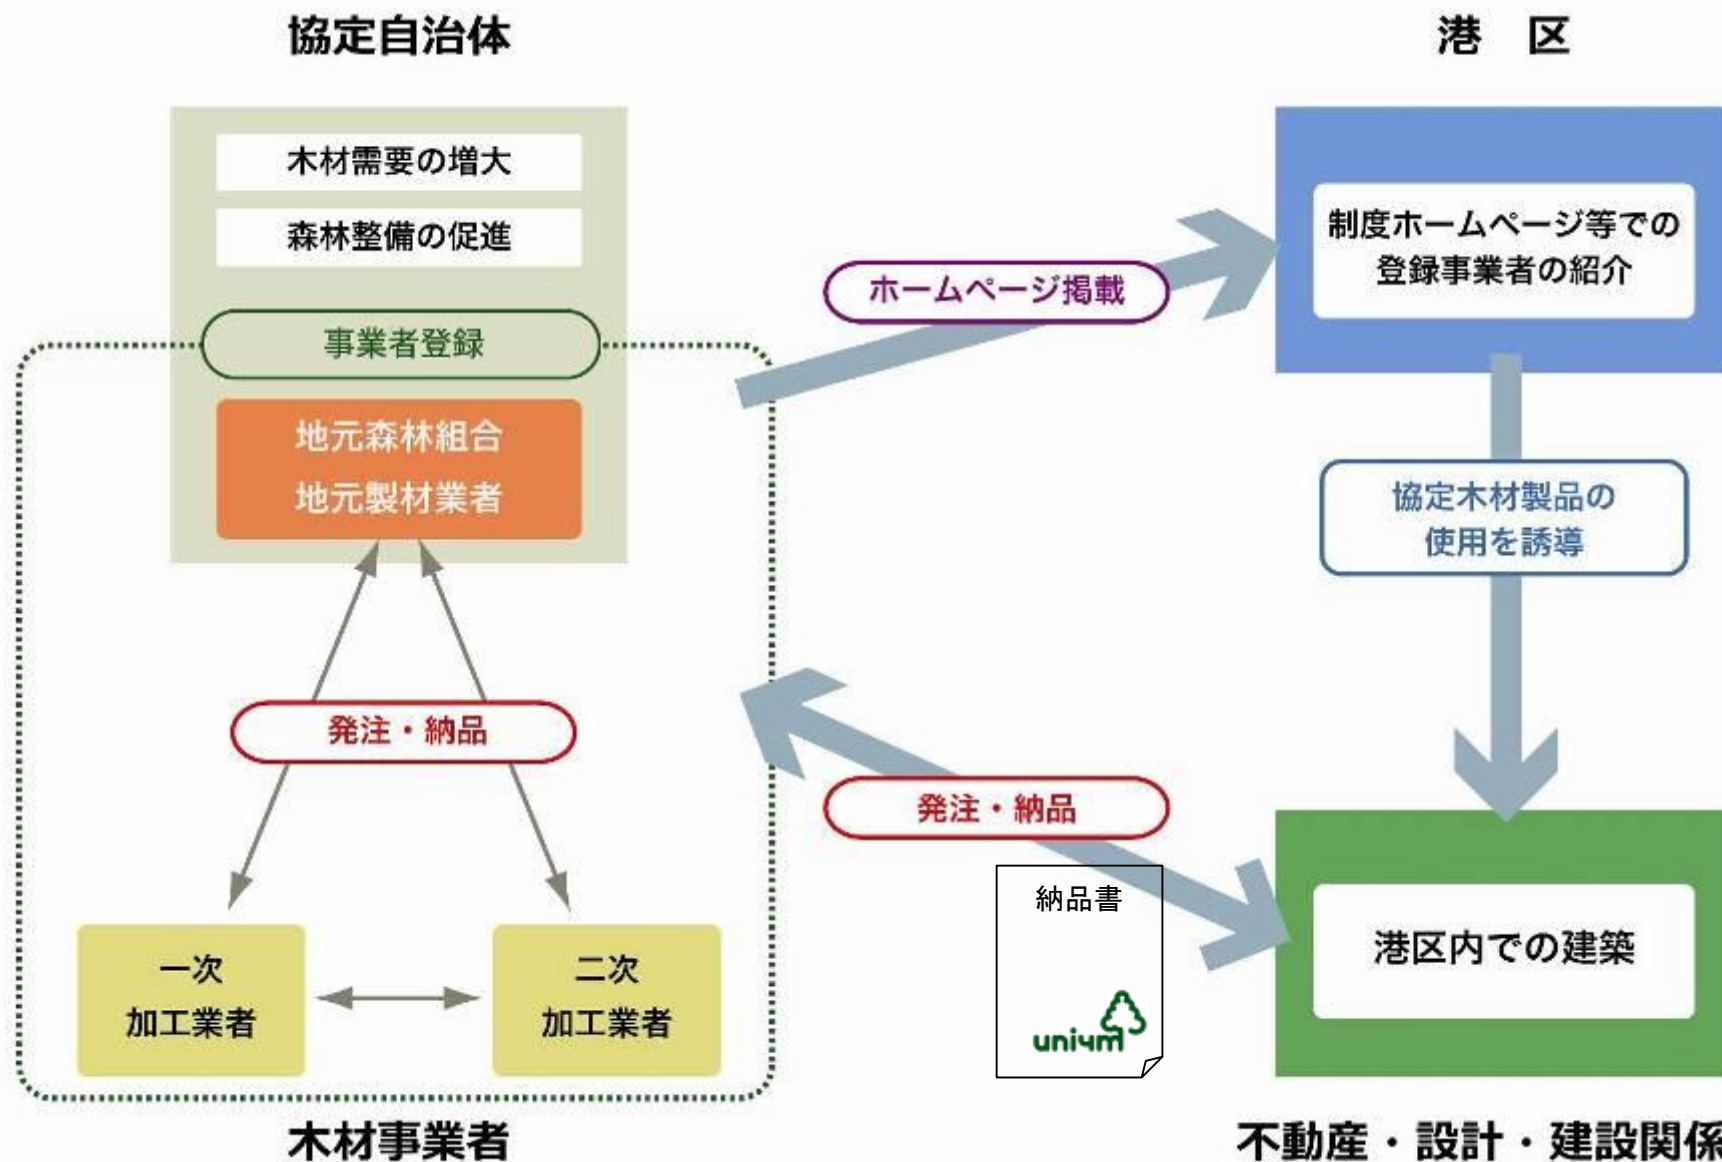 協定自治体
港　区
木材需要の増大
森林整備の促進
事業者登録
地元森林組合
地元製材業者
ホームページ掲載
制度ホームページ等での
登録事業者の紹介
協定木材製品の
使用を誘導
発注・納品
発注・納品
納品書
uni4m
一次
加工業者
二次
加工業者
港区内での建築
木材事業者
不動産・設計・建設関係